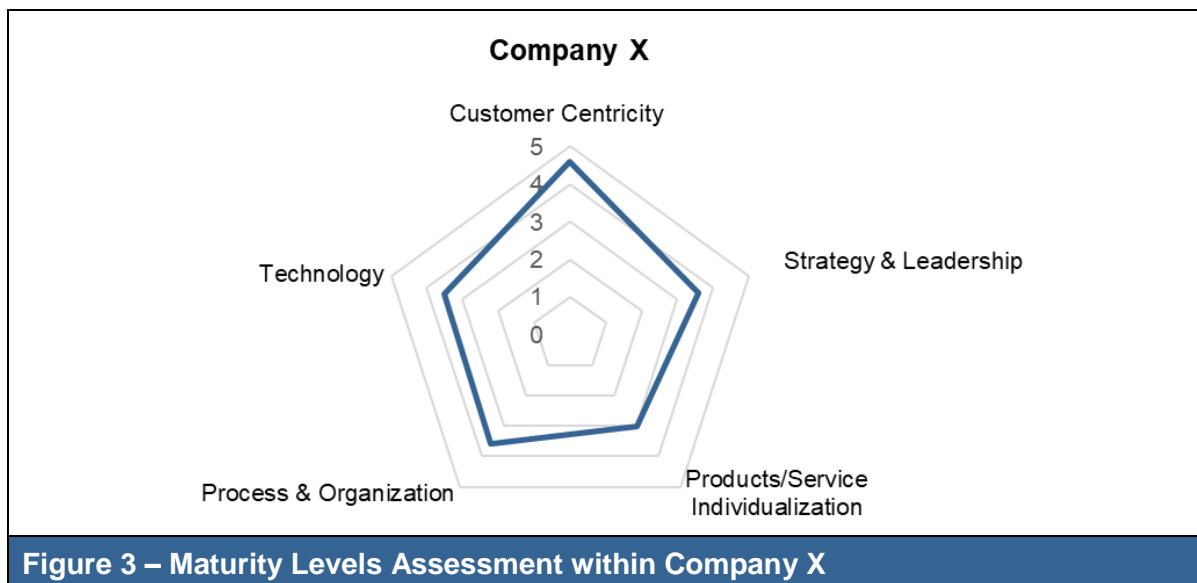 Company X
Customer Centricity
5
4
3
2
1
0
Strategy & Leadership
Technology
Products/Service
Individualization
Process & Organization
Figure 3 – Maturity Levels Assessment within Company X